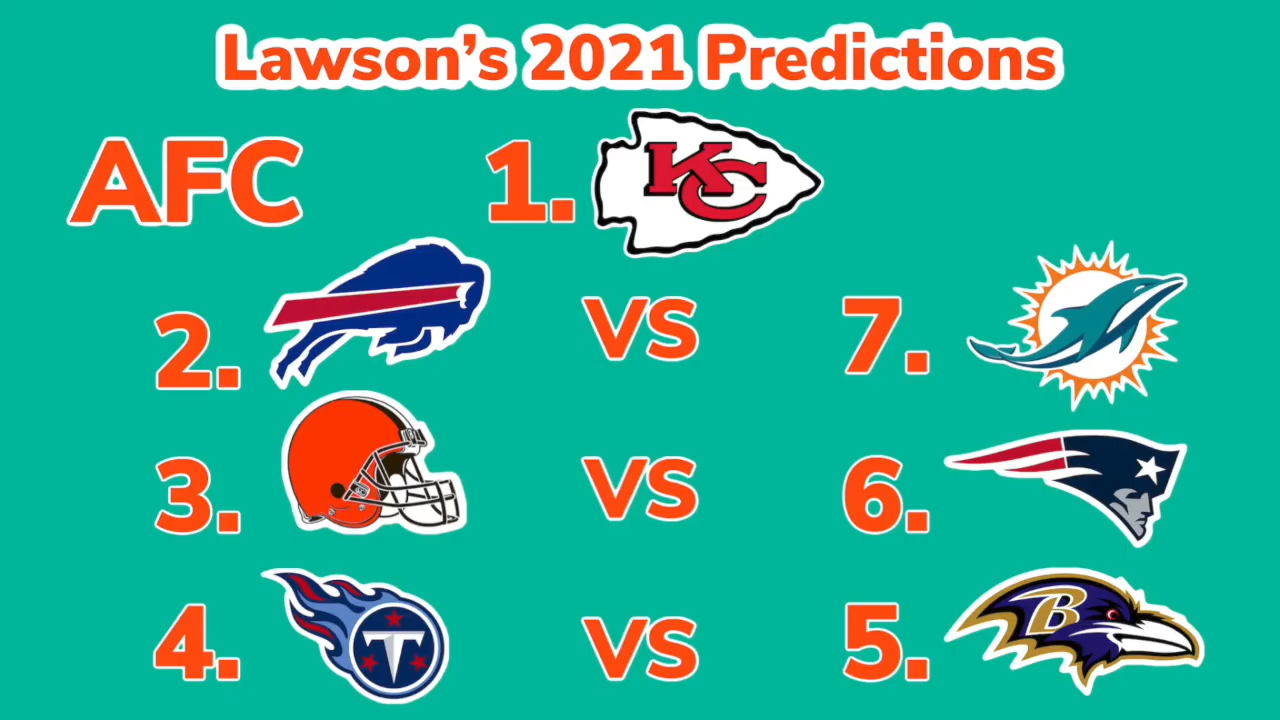 Lawson's 2021 Predictions
AFC 1. KC
2. VS 7.
3. VS 6.
4. T VS 5. B